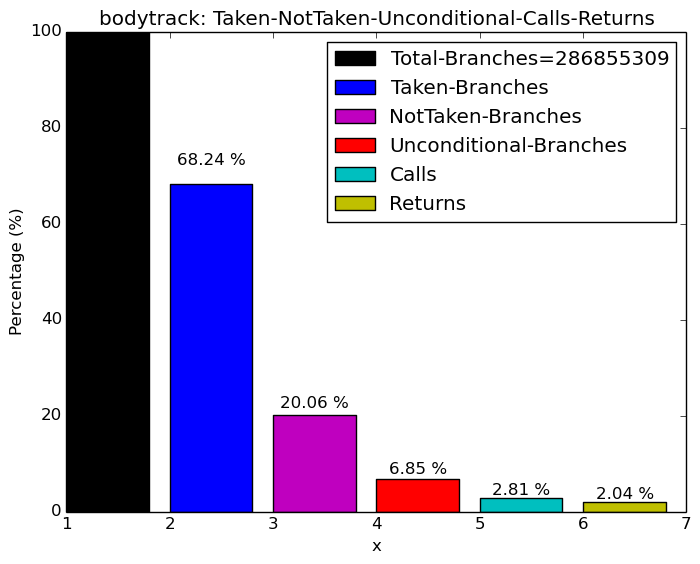 bodytrack: Taken-NotTaken-Unconditional-Calls-Returns
100
80
60
40
20
0
Percentage (%)
Total-Branches=286855309
Taken-Branches
NotTaken-Branches
Unconditional-Branches
Calls
Returns
68.24 %
20.06 %
6.85 %
2.81 %
2.04 %
1 2 3 4 5 6 7
x